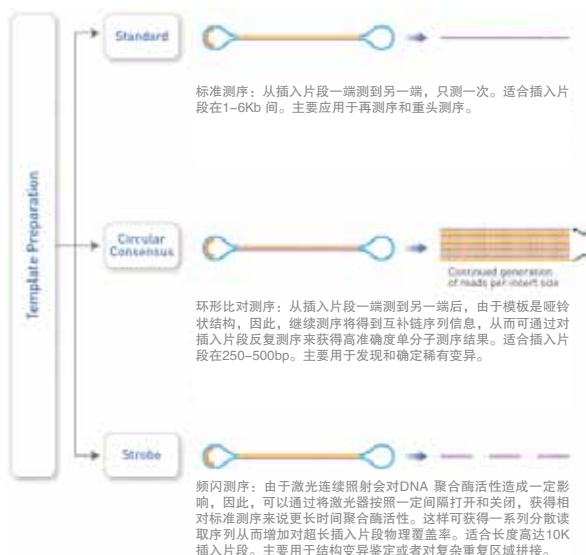 Template Preparation
Standard
标准测序：从插入片段一端测到另一端，只测一次。适合插入片
段在1–6Kb 间。主要应用于再测序和重头测序。
Circular
Consensus
Continued generation
of reads per insert size
环形比对测序：从插入片段一端测到另一端后，由于模板是哑铃
状结构，因此，继续测序将得到互补链序列信息，从而可通过对
插入片段反复测序来获得高准确度单分子测序结果。适合插入片
段在250–500bp。主要用于发现和确定稀有变异。
Strobe
频闪测序：由于激光连续照射会对DNA 聚合酶活性造成一定影
响，因此，可以通过将激光器按照一定间隔打开和关闭，获得相
对标准测序来说更长时间聚合酶活性。这样可获得一系列分散读
取序列从而增加对超长插入片段物理覆盖率。适合长度高达10K
插入片段。主要用于结构变异鉴定或者对复杂重复区域拼接。